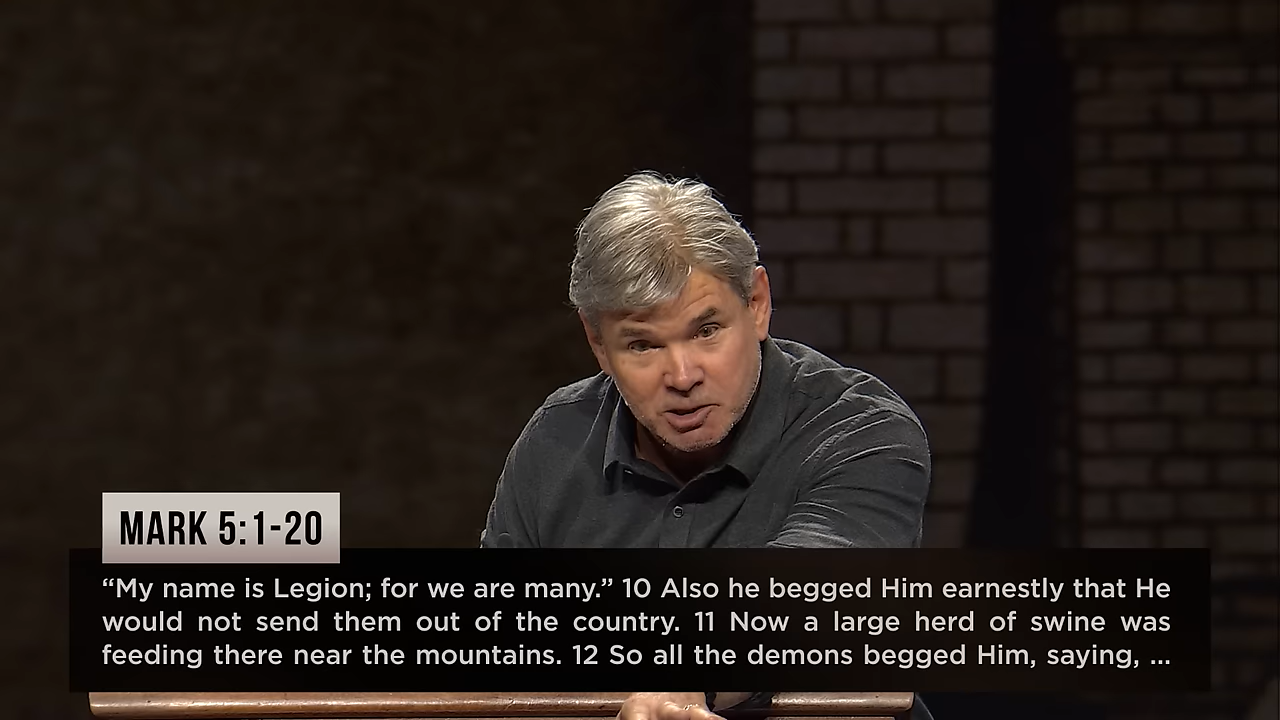 MARK 5:1-20
“My name is Legion; for we are many.” 10 Also he begged Him earnestly that He
would not send them out of the country. 11 Now a large herd of swine was
feeding there near the mountains. 12 So all the demons begged Him, saying, ...